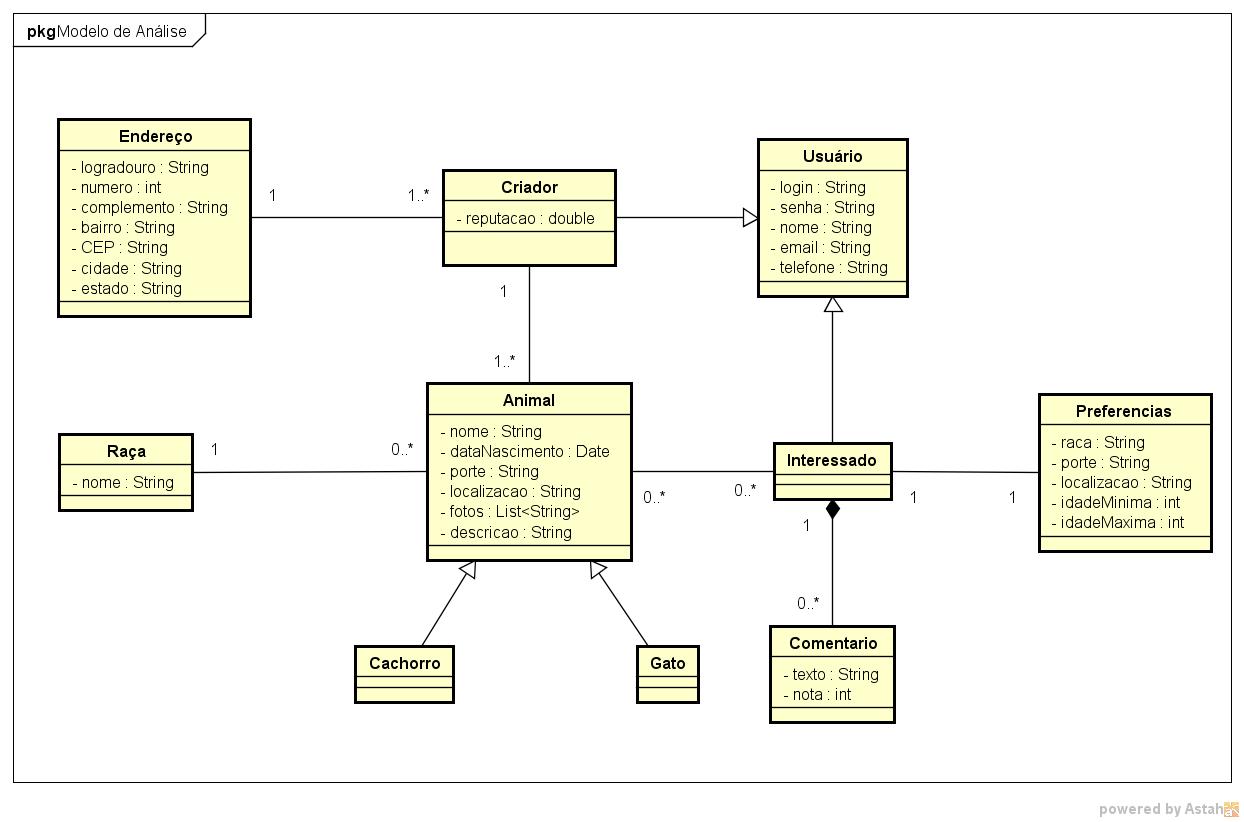 pkgModelo de Análise
Endereço
- logradouro : String
- numero : int
- complemento : String
- bairro : String
- CEP : String
- cidade : String
- estado : String
1
1..*
Criador
- reputacao : double
Usuário
- login : String
- senha : String
- nome : String
- email : String
- telefone : String
1
1..*
Raça
- nome : String
1
0..*
Animal
- nome : String
- dataNascimento : Date
- porte : String
- localizacao : String
- fotos : List<String>
- descricao : String
0..*
0..*
Interessado
1
1
Preferencias
- raca : String
- porte : String
- localizacao : String
- idadeMinima : int
- idadeMaxima : int
1
0..*
Cachorro
Gato
Comentario
- texto : String
- nota : int
powered by Astah